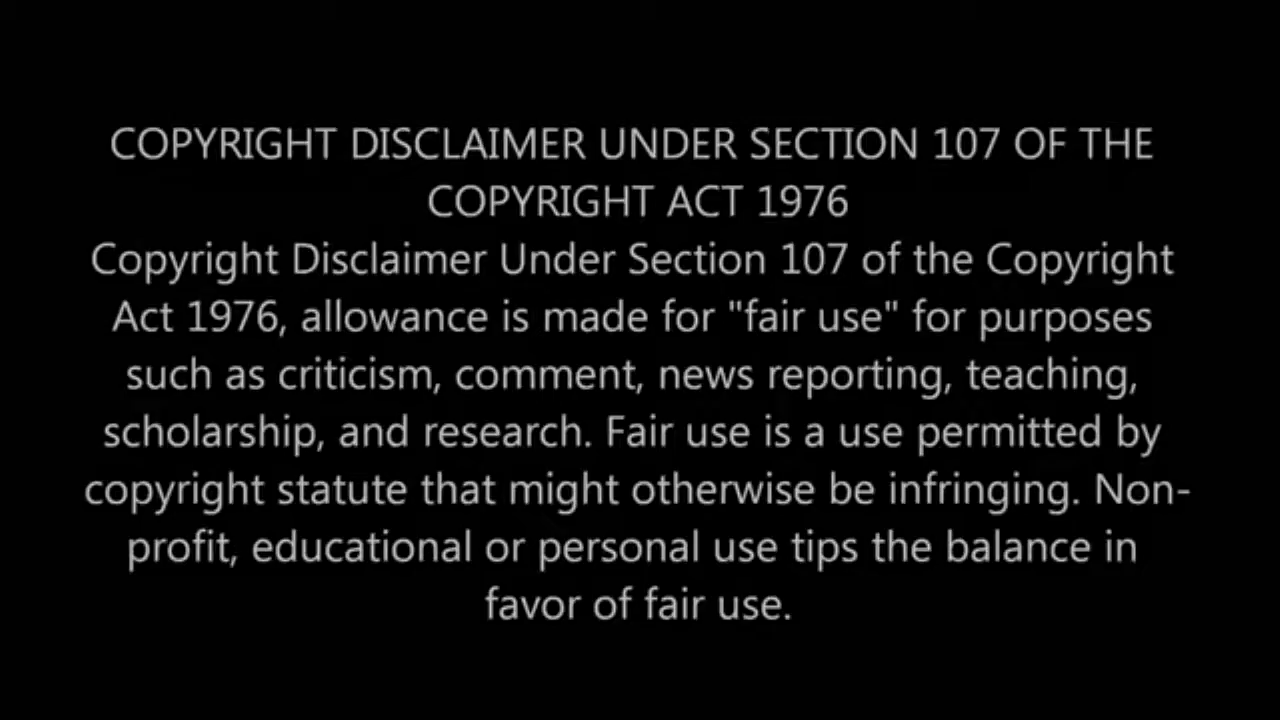 COPYRIGHT DISCLAIMER UNDER SECTION 107 OF THE
COPYRIGHT ACT 1976
Copyright Disclaimer Under Section 107 of the Copyright
Act 1976, allowance is made for "fair use" for purposes
such as criticism, comment, news reporting, teaching,
scholarship, and research. Fair use is a use permitted by
copyright statute that might otherwise be infringing. Non-
profit, educational or personal use tips the balance in
favor of fair use.